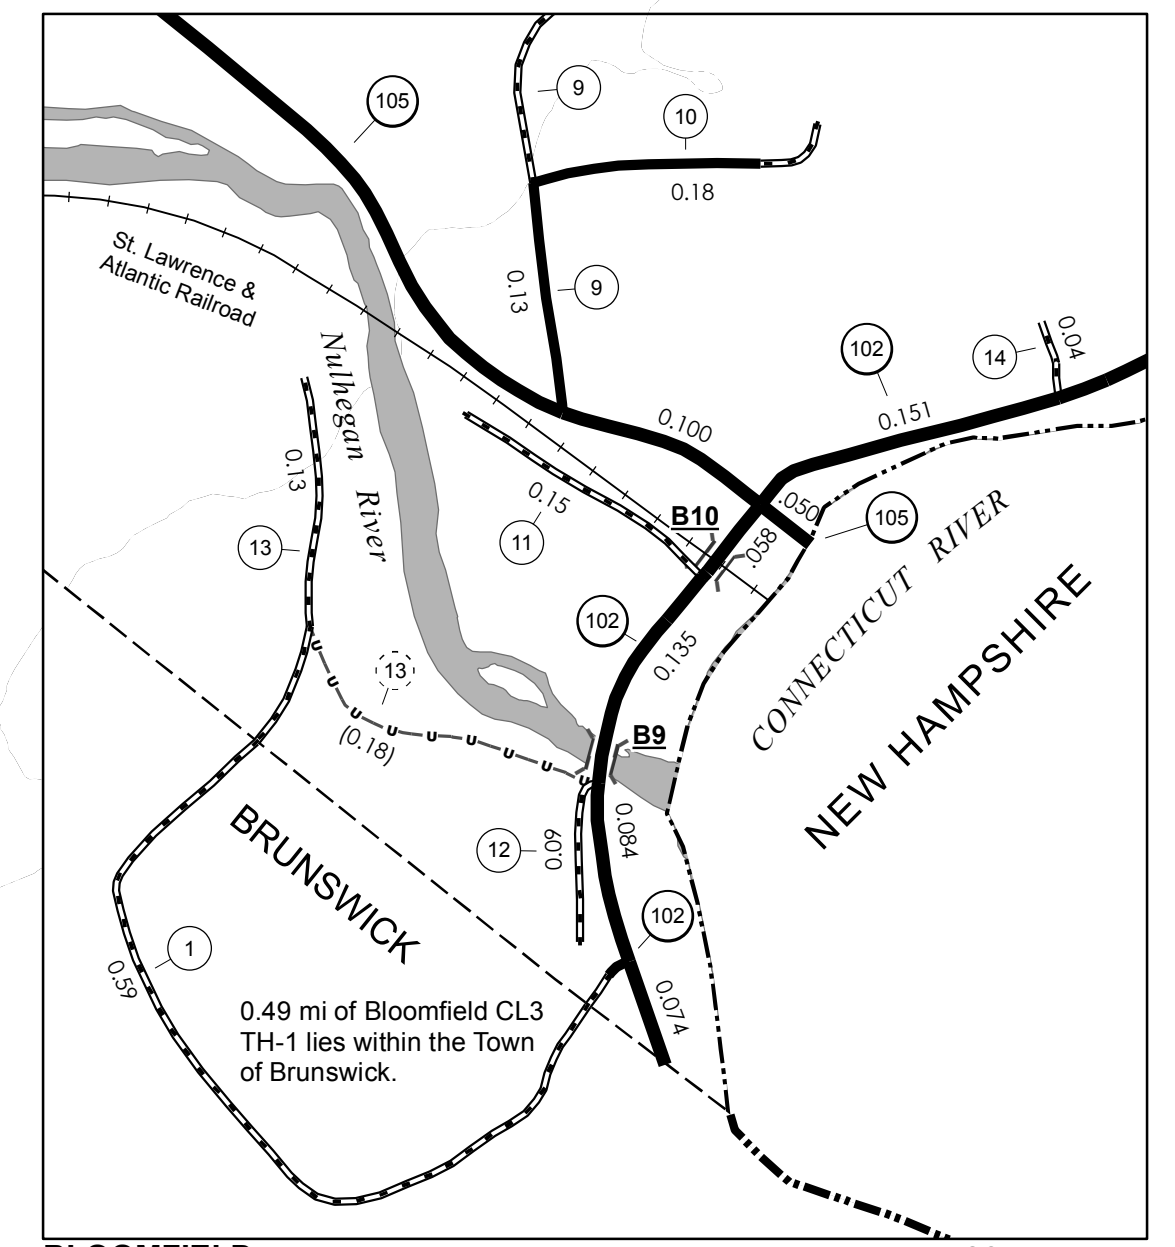 105
9
10
0.18
St. Lawrence &
Atlantic Railroad
0.13
9
Nulhegan River
102
14
0.04
0.151
0.100
0.13
0.15
11
B10
.050
105
.058
13
CONNECTICUT RIVER
102
0.135
13
(0.18)
B9
NEW HAMPSHIRE
U
U
U
U
U
U
U
U
U
BRUNSWICK
12
0.09
0.084
102
1
0.59
0.074
0.49 mi of Bloomfield CL3
TH-1 lies within the Town
of Brunswick.